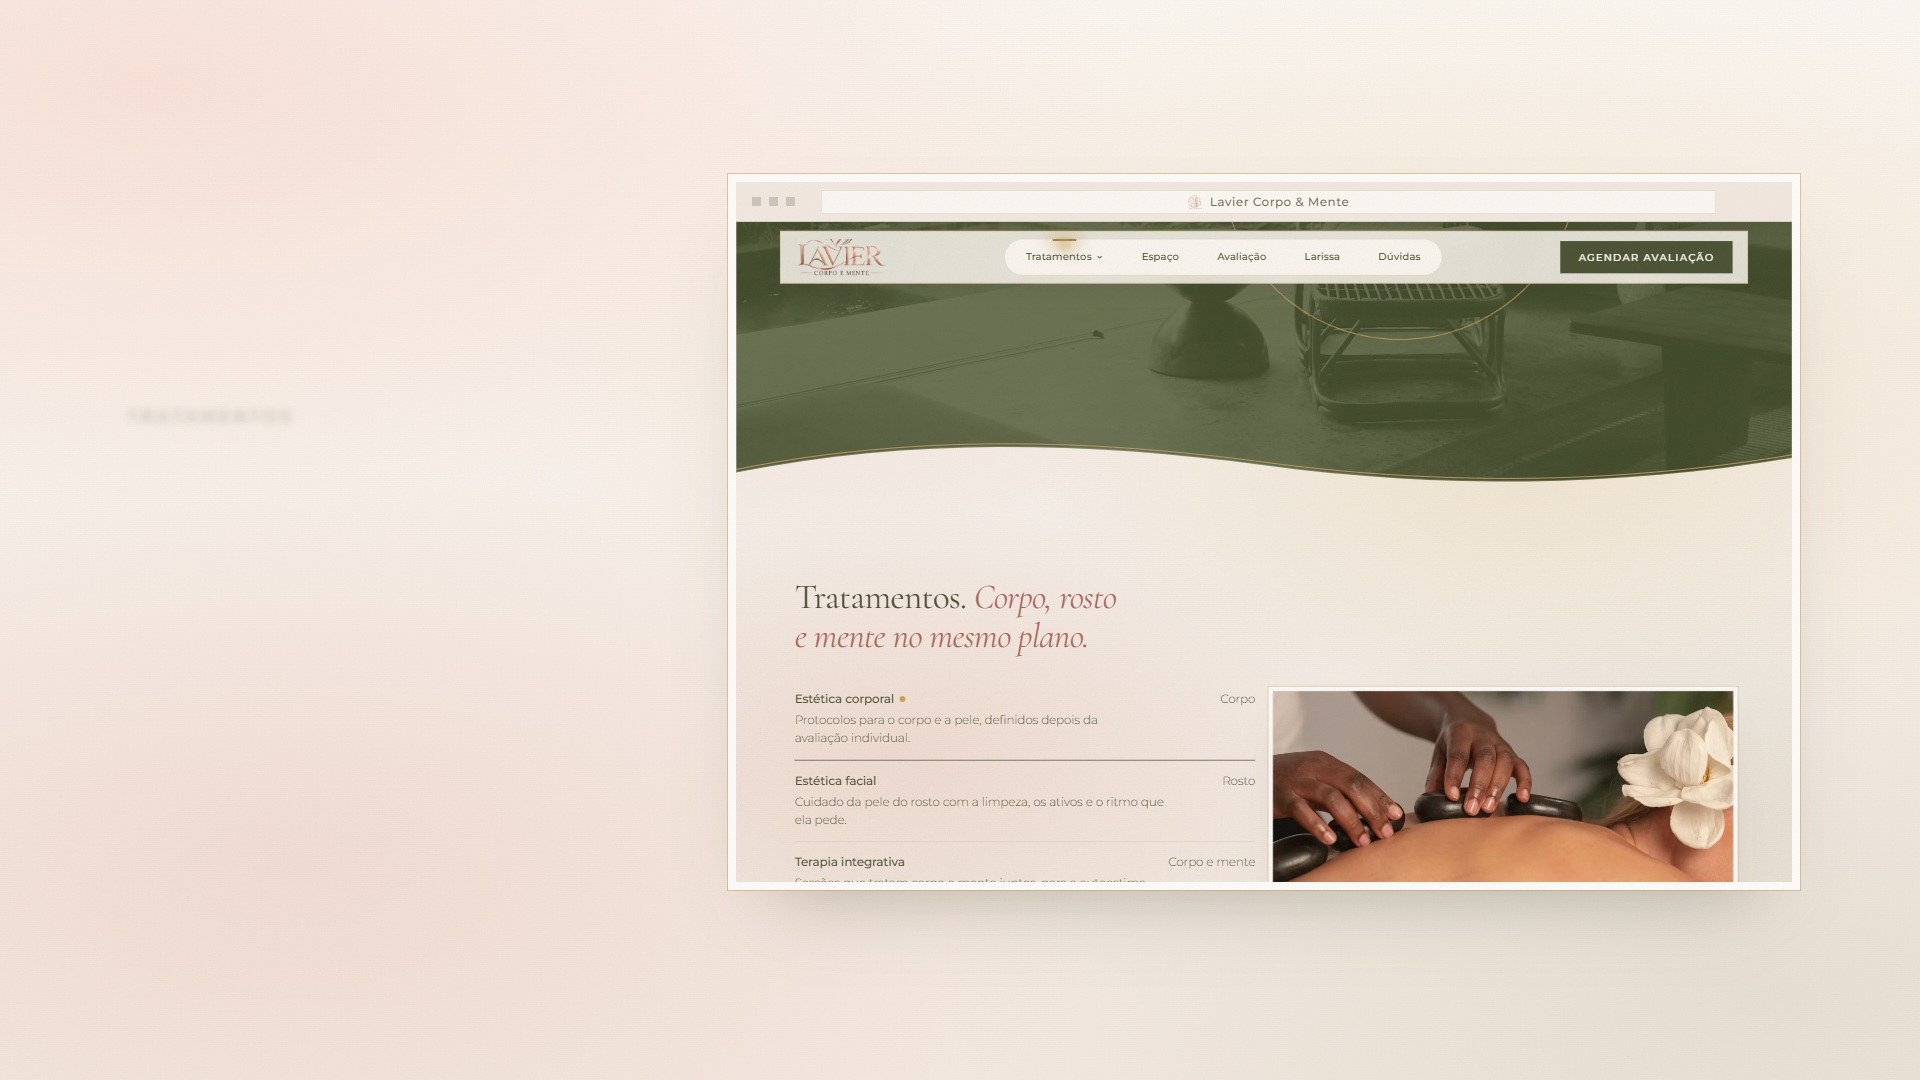 TRATAMENTOS
Lavier Corpo & Mente
LAVIER
CORPO E MENTE
Tratamentos
Espaço
Avaliação
Larissa
Dúvidas
AGENDAR AVALIAÇÃO
Tratamentos. Corpo, rosto
e mente no mesmo plano.
Estética corporal
Corpo
Protocolos para o corpo e a pele, definidos depois da
avaliação individual.
Estética facial
Rosto
Cuidado da pele do rosto com a limpeza, os ativos e o ritmo que
ela pede.
Terapia integrativa
Corpo e mente